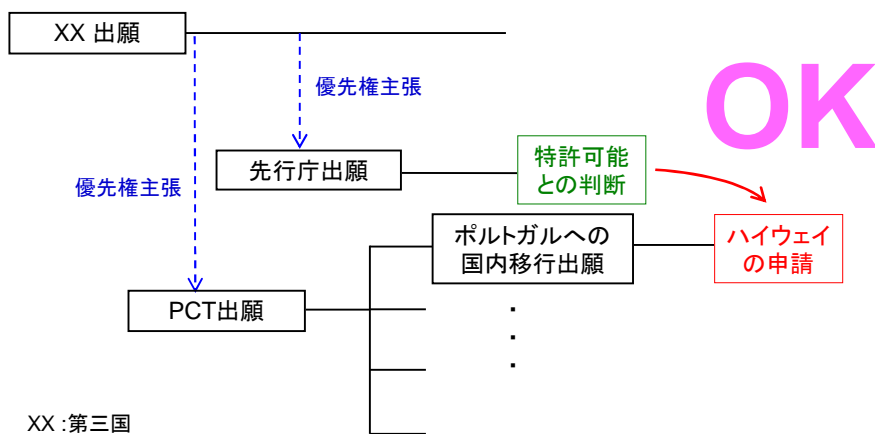 XX 出願
優先権主張
OK
先行庁出願
特許可能
との判断
優先権主張
ポルトガルへの
国内移行出願
ハイウェイ
の申請
PCT出願
・
・
・
XX :第三国